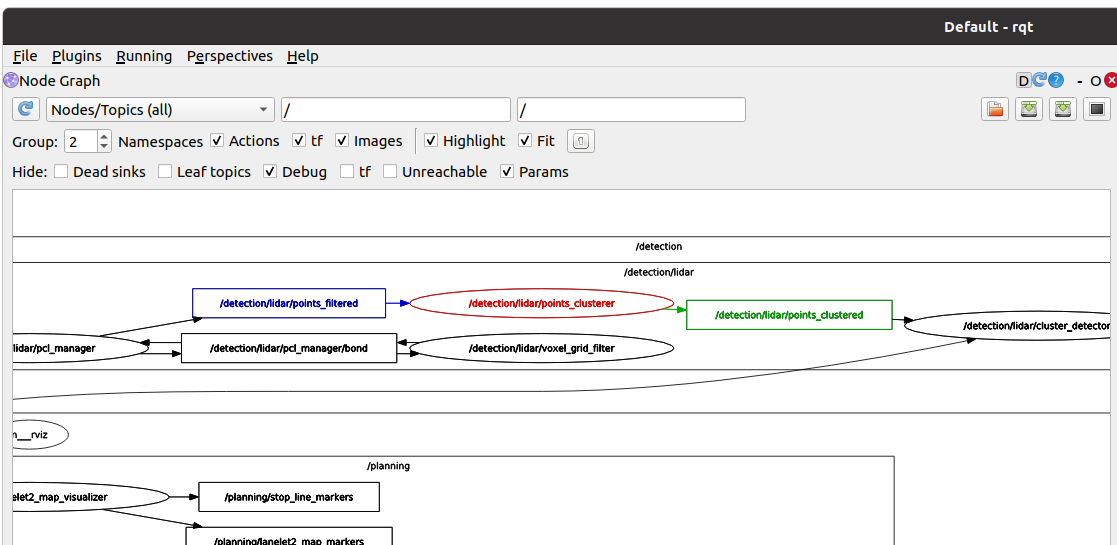 Default - rqt
File Plugins Running Perspectives Help
Node Graph D ? - O
Nodes/Topics (all) / /
Group: 2 Namespaces Actions tf Images Highlight Fit
Hide: Dead sinks Leaf topics Debug tf Unreachable Params
/detection
/detection/lidar
/detection/lidar/points_filtered /detection/lidar/points_clusterer
/detection/lidar/points_clustered
/detection/lidar/cluster_detector
lidar/pcl_manager /detection/lidar/pcl_manager/bond /detection/lidar/voxel_grid_filter
n__rviz
/planning
elet2_map_visualizer /planning/stop_line_markers
/planning/lanelet2_map_markers